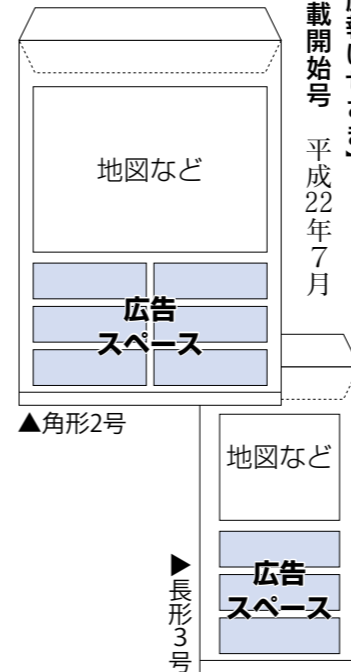 載開始号 平成22年7月
地図など
広告
スペース
▲角形2号
地図など
広告
スペース
▶長形3号